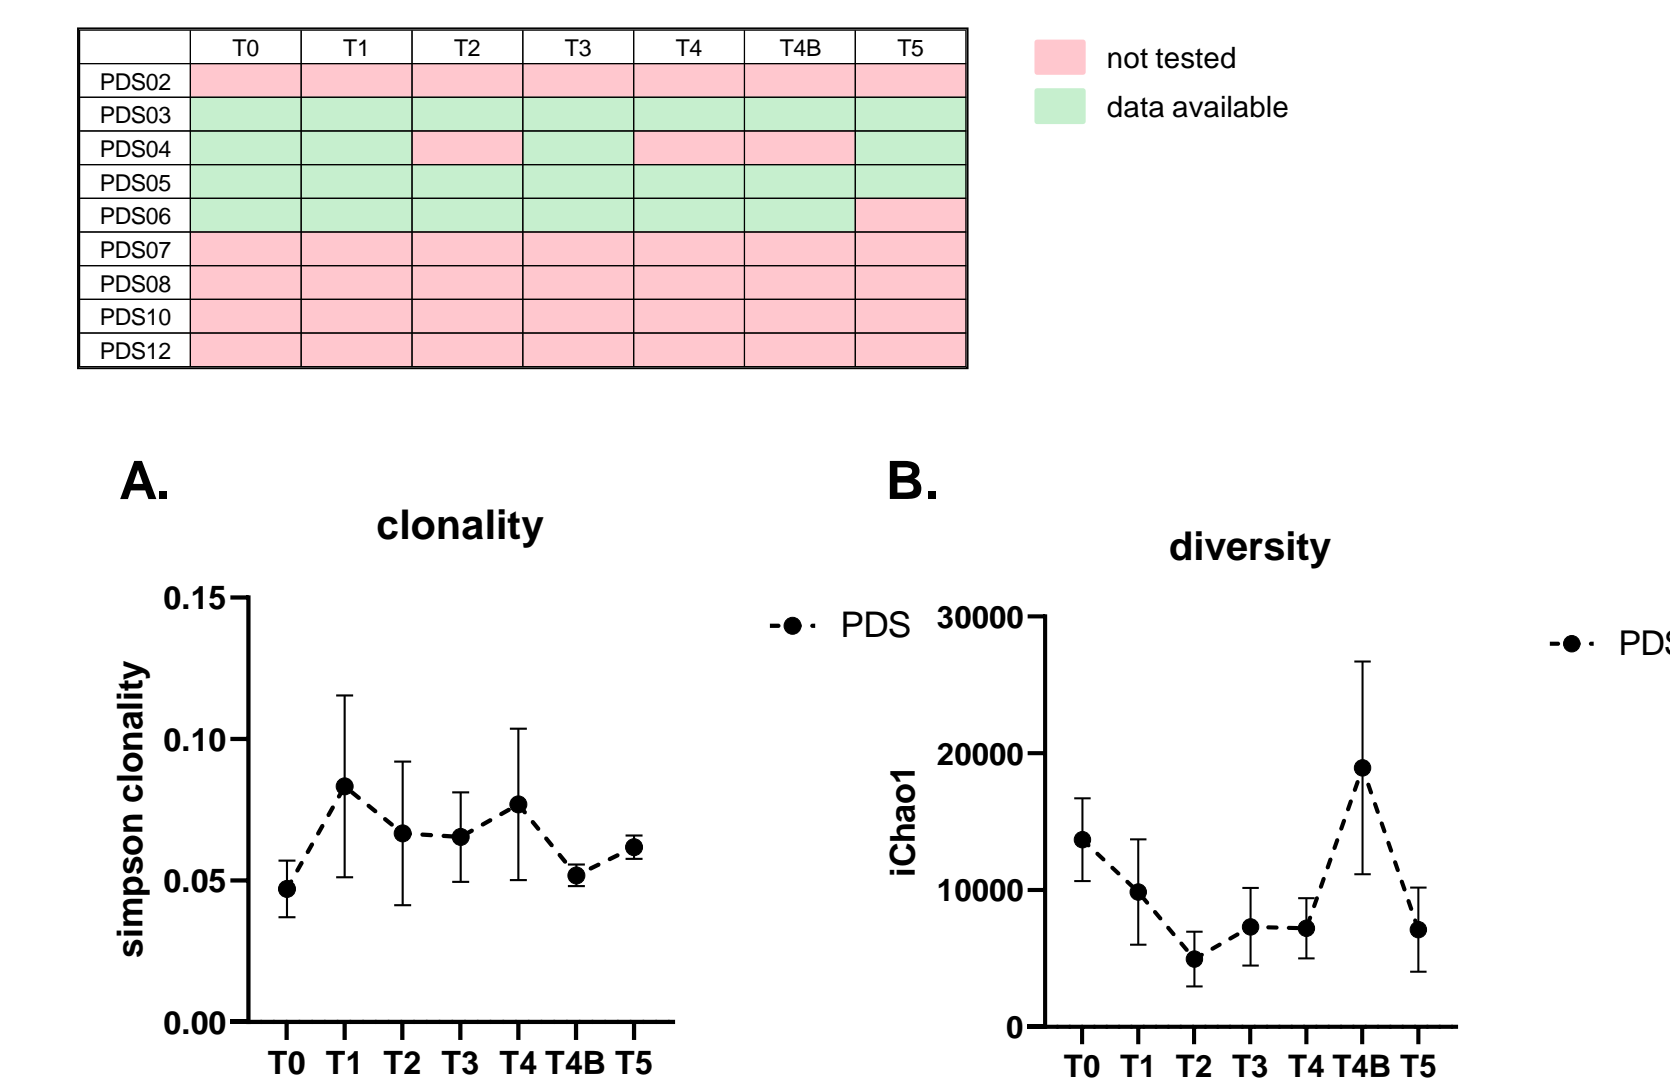 T0 T1 T2 T3 T4 T4B T5
PDS02
PDS03
PDS04
PDS05
PDS06
PDS07
PDS08
PDS10
PDS12
not tested
data available
A.
clonality
simpson clonality
0.15
0.10
0.05
0.00
T0 T1 T2 T3 T4 T4B T5
PDS
B.
diversity
iChao1
30000
20000
10000
0
T0 T1 T2 T3 T4 T4B T5